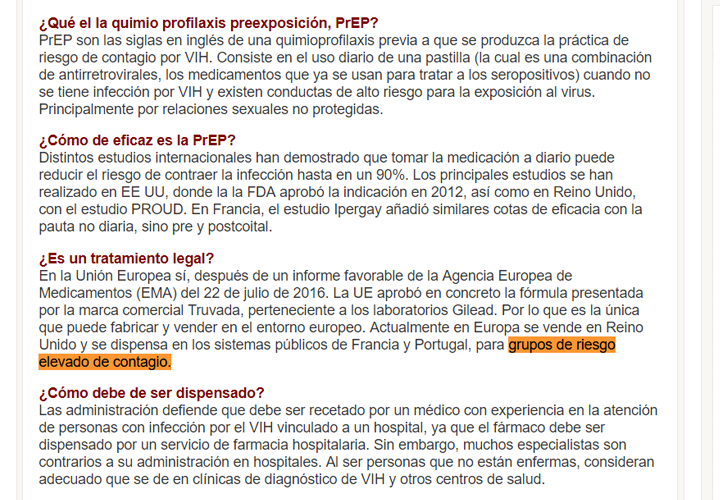 ¿Qué el la quimio profilaxis preexposición, PrEP?
PrEP son las siglas en inglés de una quimioprofilaxis previa a que se produzca la práctica de
riesgo de contagio por VIH. Consiste en el uso diario de una pastilla (la cual es una combinación
de antirretrovirales, los medicamentos que ya se usan para tratar a los seropositivos) cuando no
se tiene infección por VIH y existen conductas de alto riesgo para la exposición al virus.
Principalmente por relaciones sexuales no protegidas.
¿Cómo de eficaz es la PrEP?
Distintos estudios internacionales han demostrado que tomar la medicación a diario puede
reducir el riesgo de contraer la infección hasta en un 90%. Los principales estudios se han
realizado en EE UU, donde la la FDA aprobó la indicación en 2012, así como en Reino Unido,
con el estudio PROUD. En Francia, el estudio Ipergay añadió similares cotas de eficacia con la
pauta no diaria, sino pre y postcoital.
¿Es un tratamiento legal?
En la Unión Europea sí, después de un informe favorable de la Agencia Europea de
Medicamentos (EMA) del 22 de julio de 2016. La UE aprobó en concreto la fórmula presentada
por la marca comercial Truvada, perteneciente a los laboratorios Gilead. Por lo que es la única
que puede fabricar y vender en el entorno europeo. Actualmente en Europa se vende en Reino
Unido y se dispensa en los sistemas públicos de Francia y Portugal, para grupos de riesgo
elevado de contagio.
¿Cómo debe de ser dispensado?
Las administración defiende que debe ser recetado por un médico con experiencia en la atención
de personas con infección por el VIH vinculado a un hospital, ya que el fármaco debe ser
dispensado por un servicio de farmacia hospitalaria. Sin embargo, muchos especialistas son
contrarios a su administración en hospitales. Al ser personas que no están enfermas, consideran
adecuado que se de en clínicas de diagnóstico de VIH y otros centros de salud.